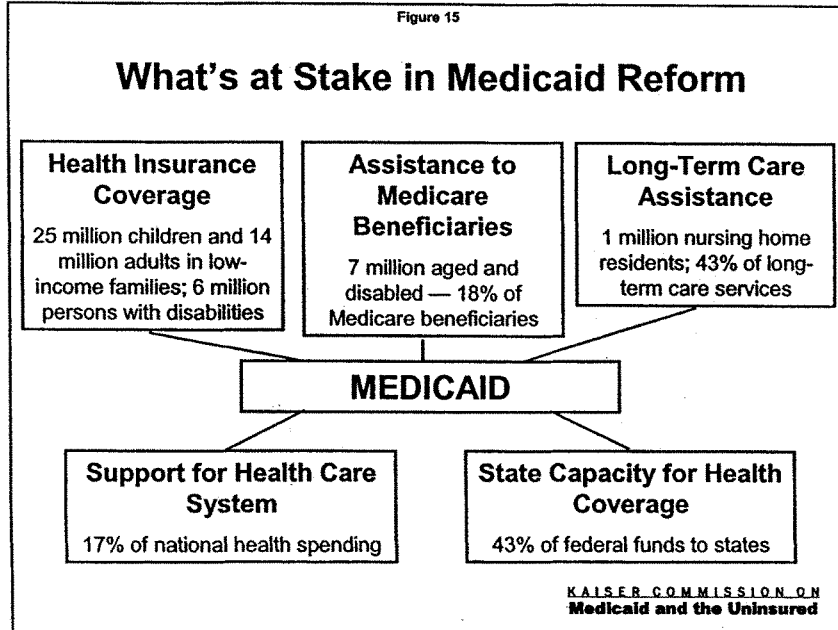 Figure 15
What's at Stake in Medicaid Reform
Health Insurance
Coverage
25 million children and 14
million adults in low-
income families; 6 million
persons with disabilities
Assistance to
Medicare
Beneficiaries
7 million aged and
disabled — 18% of
Medicare beneficiaries
Long-Term Care
Assistance
1 million nursing home
residents; 43% of long-
term care services
MEDICAID
Support for Health Care
System
17% of national health spending
State Capacity for Health
Coverage
43% of federal funds to states
KAISER COMMISSION ON
Medicaid and the Uninsured